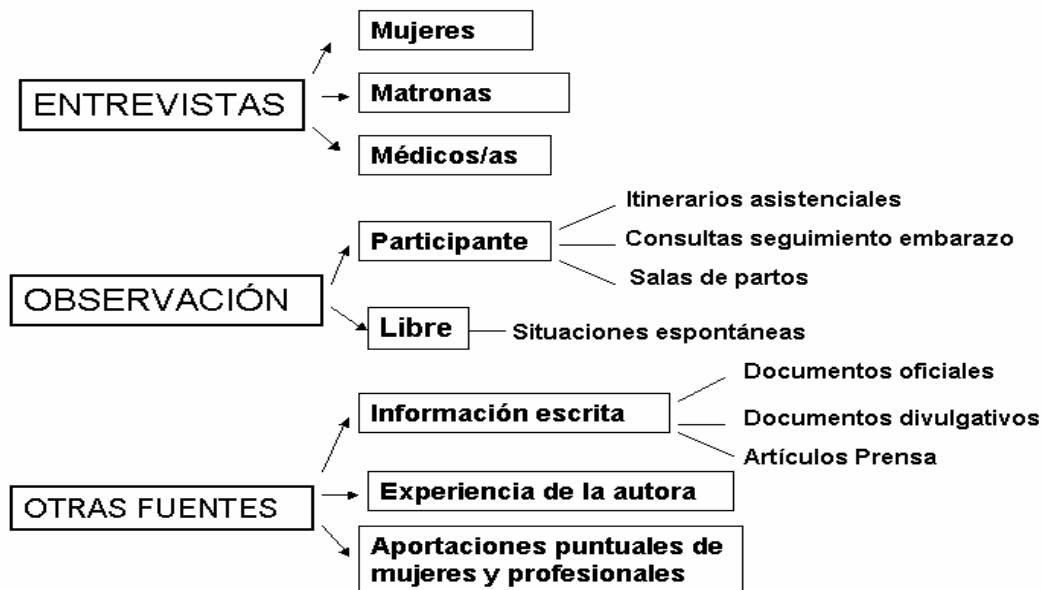 Mujeres
ENTREVISTAS
Matronas
Médicos/as
Itinerarios asistenciales
Participante
Consultas seguimiento embarazo
Salas de partos
OBSERVACIÓN
Libre
Situaciones espontáneas
Documentos oficiales
Información escrita
Documentos divulgativos
Artículos Prensa
Experiencia de la autora
OTRAS FUENTES
Aportaciones puntuales de
mujeres y profesionales